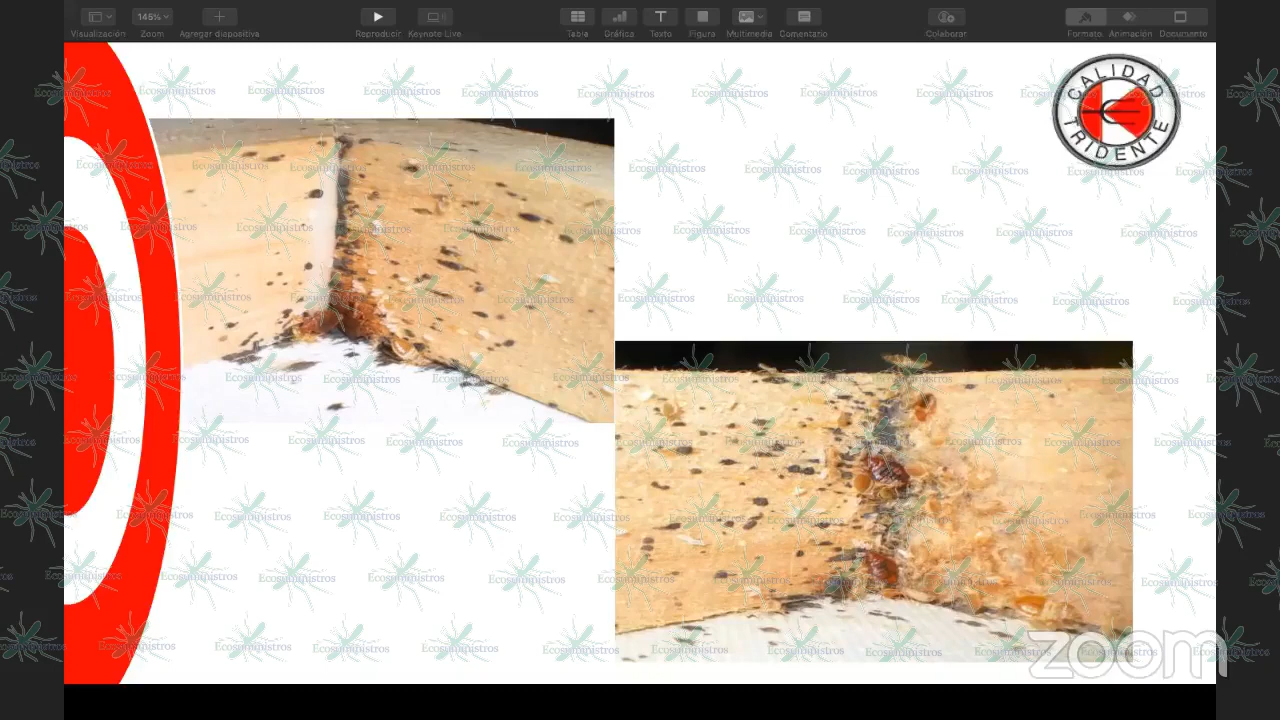 145%
Visualización Zoom Agregar diapositiva Reproducir Keynote Live Tabla Gráfica Texto Figura Multimedia Comentario Colaborar Formato Animación Documento
CALIDAD
TRIDENTE
Ecosuministros
zoom